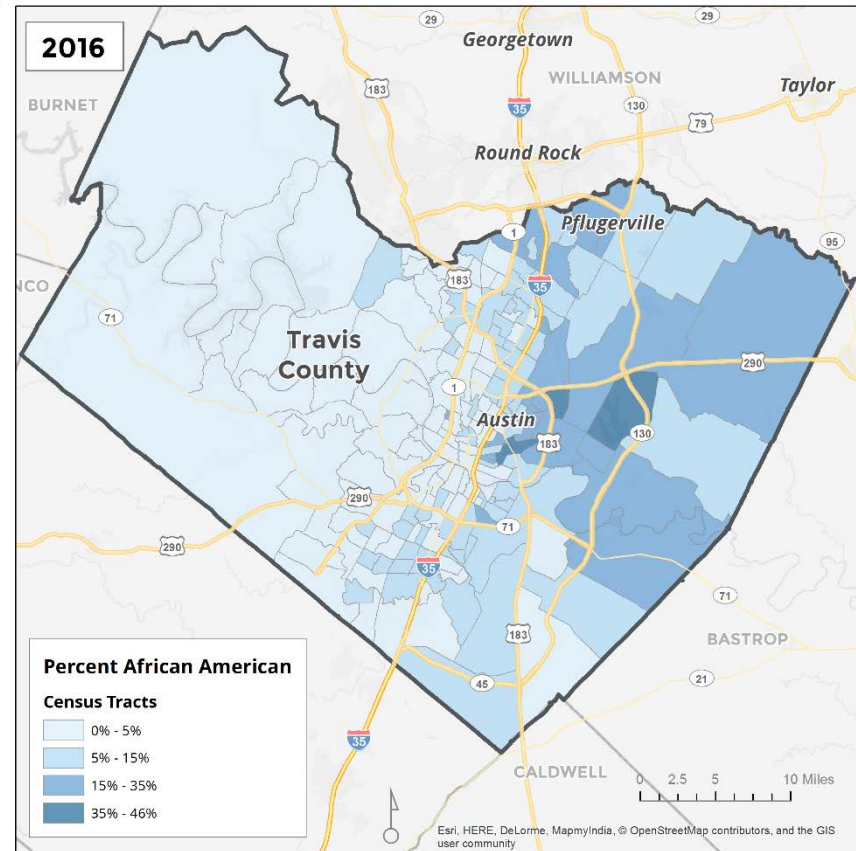 2016
29
29
Georgetown
WILLIAMSON
Taylor
BURNET
183
130
35
79
Round Rock
Pflugerville
1
95
183
35
NCO
71
Travis
County
290
1
Austin
183
130
290
71
290
35
71
183
BASTROP
21
45
35
CALDWELL
Percent African American
Census Tracts
0% - 5%
5% - 15%
15% - 35%
35% - 46%
0 2.5 5 10 Miles
Esri, HERE, DeLorme, MapmyIndia, © OpenStreetMap contributors, and the GIS
user community